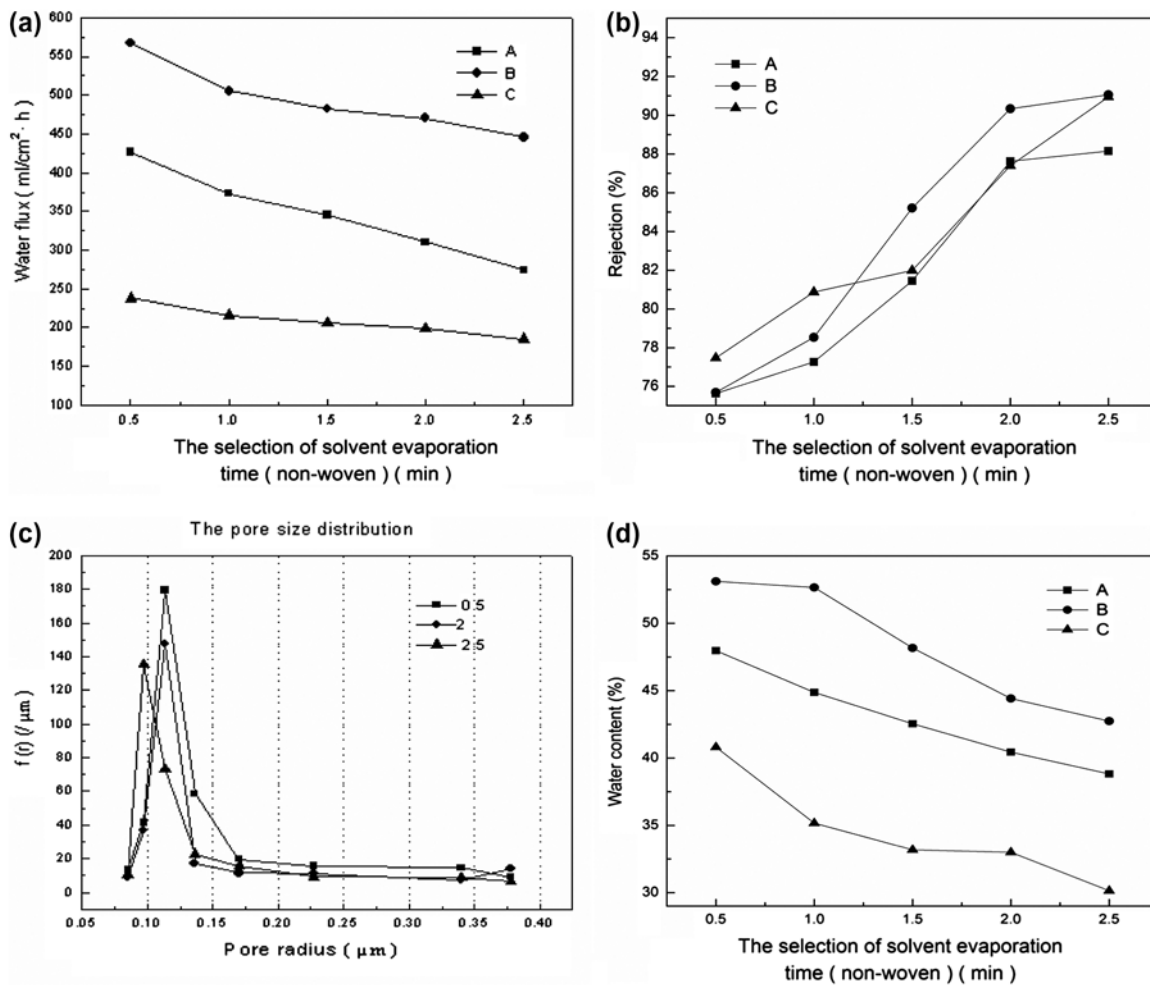 (a)
600
550
500
450
400
350
300
250
200
150
100
Water flux ( ml/cm²· h )
A
B
C
0.5 1.0 1.5 2.0 2.5
The selection of solvent evaporation
time ( non-woven ) ( min )
(b)
94
92
90
88
86
84
82
80
78
76
Rejection (%)
A
B
C
0.5 1.0 1.5 2.0 2.5
The selection of solvent evaporation
time ( non-woven ) ( min )
(c)
The pore size distribution
200
180
160
140
120
100
80
60
40
20
0
f (r) (/μm)
0.5
2
2.5
0.05 0.10 0.15 0.20 0.25 0.30 0.35 0.40
Pore radius ( μm )
(d)
55
50
45
40
35
30
Water content (%)
A
B
C
0.5 1.0 1.5 2.0 2.5
The selection of solvent evaporation
time ( non-woven ) ( min )